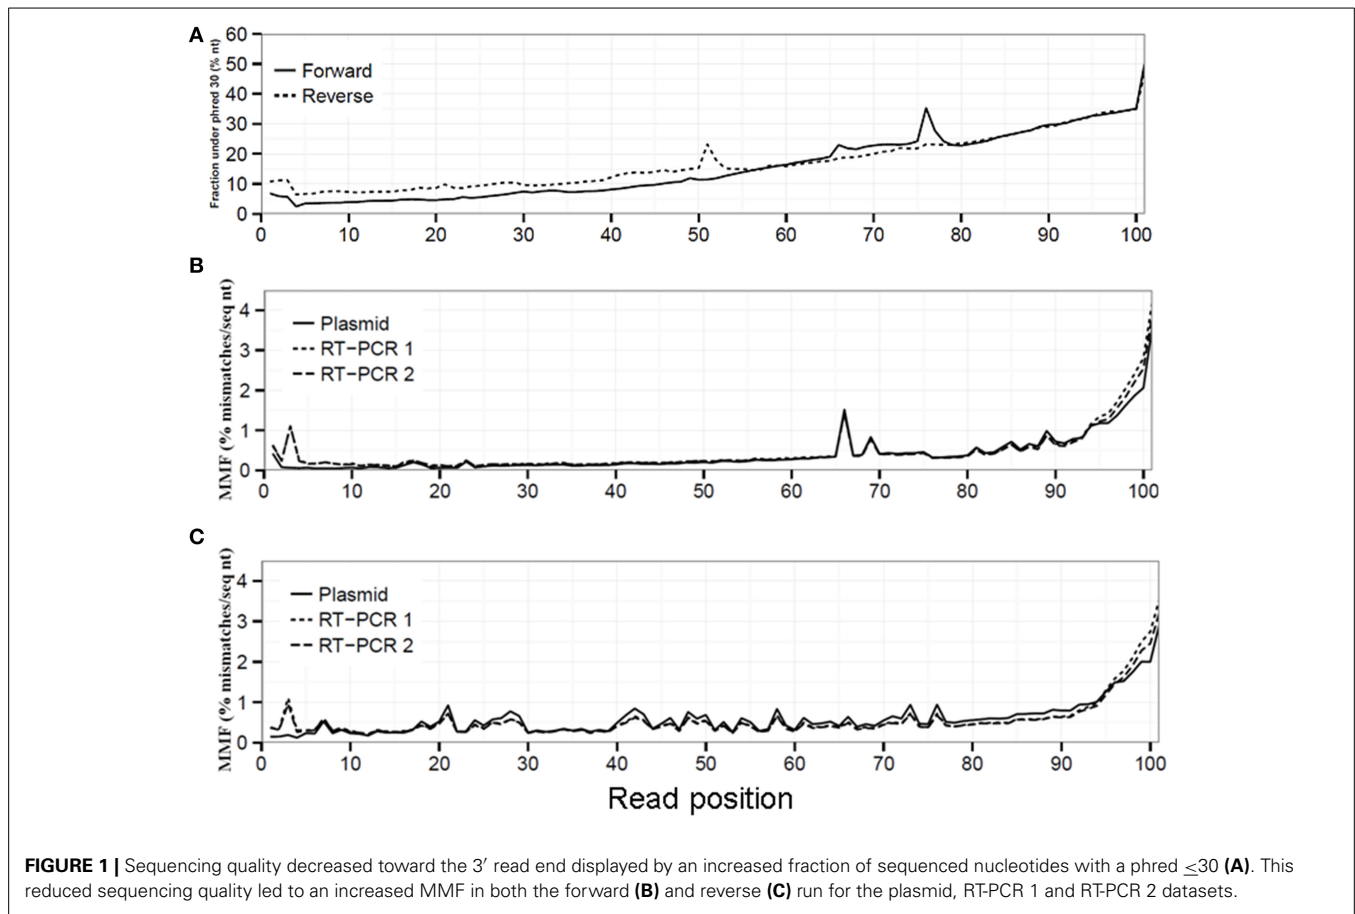 A
Fraction under phred 30 (% nt)
60
50
40
30
20
10
0
Forward
Reverse
0 10 20 30 40 50 60 70 80 90 100
B
MMF (% mismatches/seq nt)
4
3
2
1
0
Plasmid
RT−PCR 1
RT−PCR 2
0 10 20 30 40 50 60 70 80 90 100
C
MMF (% mismatches/seq nt)
4
3
2
1
0
Plasmid
RT−PCR 1
RT−PCR 2
0 10 20 30 40 50 60 70 80 90 100
Read position
FIGURE 1 | Sequencing quality decreased toward the 3′ read end displayed by an increased fraction of sequenced nucleotides with a phred ≤30 (A). This
reduced sequencing quality led to an increased MMF in both the forward (B) and reverse (C) run for the plasmid, RT-PCR 1 and RT-PCR 2 datasets.